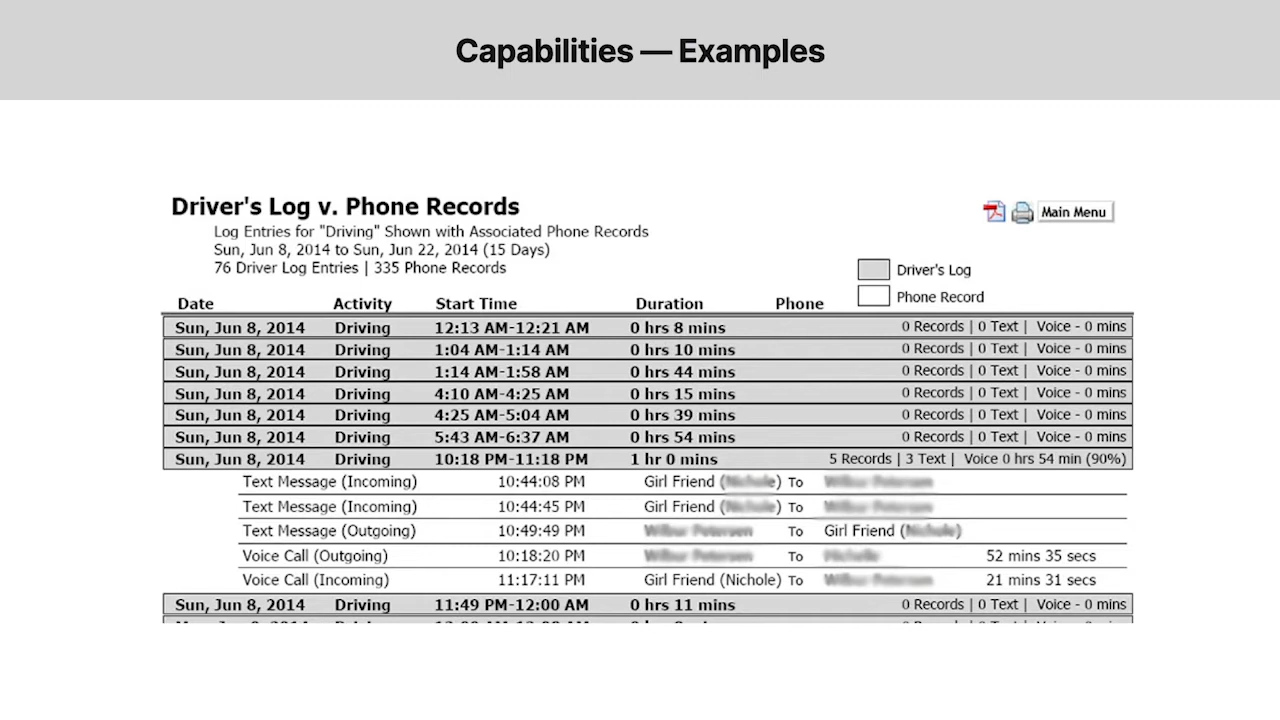 Capabilities — Examples
Driver's Log v. Phone Records
Main Menu
Log Entries for "Driving" Shown with Associated Phone Records
Sun, Jun 8, 2014 to Sun, Jun 22, 2014 (15 Days)
76 Driver Log Entries | 335 Phone Records
Driver's Log
Phone Record
Date Activity Start Time Duration Phone
Sun, Jun 8, 2014 Driving 12:13 AM-12:21 AM 0 hrs 8 mins 0 Records | 0 Text | Voice - 0 mins
Sun, Jun 8, 2014 Driving 1:04 AM-1:14 AM 0 hrs 10 mins 0 Records | 0 Text | Voice - 0 mins
Sun, Jun 8, 2014 Driving 1:14 AM-1:58 AM 0 hrs 44 mins 0 Records | 0 Text | Voice - 0 mins
Sun, Jun 8, 2014 Driving 4:10 AM-4:25 AM 0 hrs 15 mins 0 Records | 0 Text | Voice - 0 mins
Sun, Jun 8, 2014 Driving 4:25 AM-5:04 AM 0 hrs 39 mins 0 Records | 0 Text | Voice - 0 mins
Sun, Jun 8, 2014 Driving 5:43 AM-6:37 AM 0 hrs 54 mins 0 Records | 0 Text | Voice - 0 mins
Sun, Jun 8, 2014 Driving 10:18 PM-11:18 PM 1 hr 0 mins 5 Records | 3 Text | Voice 0 hrs 54 min (90%)
Text Message (Incoming) 10:44:08 PM Girl Friend ( ) To
Text Message (Incoming) 10:44:45 PM Girl Friend ( ) To
Text Message (Outgoing) 10:49:49 PM To Girl Friend ( )
Voice Call (Outgoing) 10:18:20 PM To 52 mins 35 secs
Voice Call (Incoming) 11:17:11 PM Girl Friend (Nichole) To 21 mins 31 secs
Sun, Jun 8, 2014 Driving 11:49 PM-12:00 AM 0 hrs 11 mins 0 Records | 0 Text | Voice - 0 mins